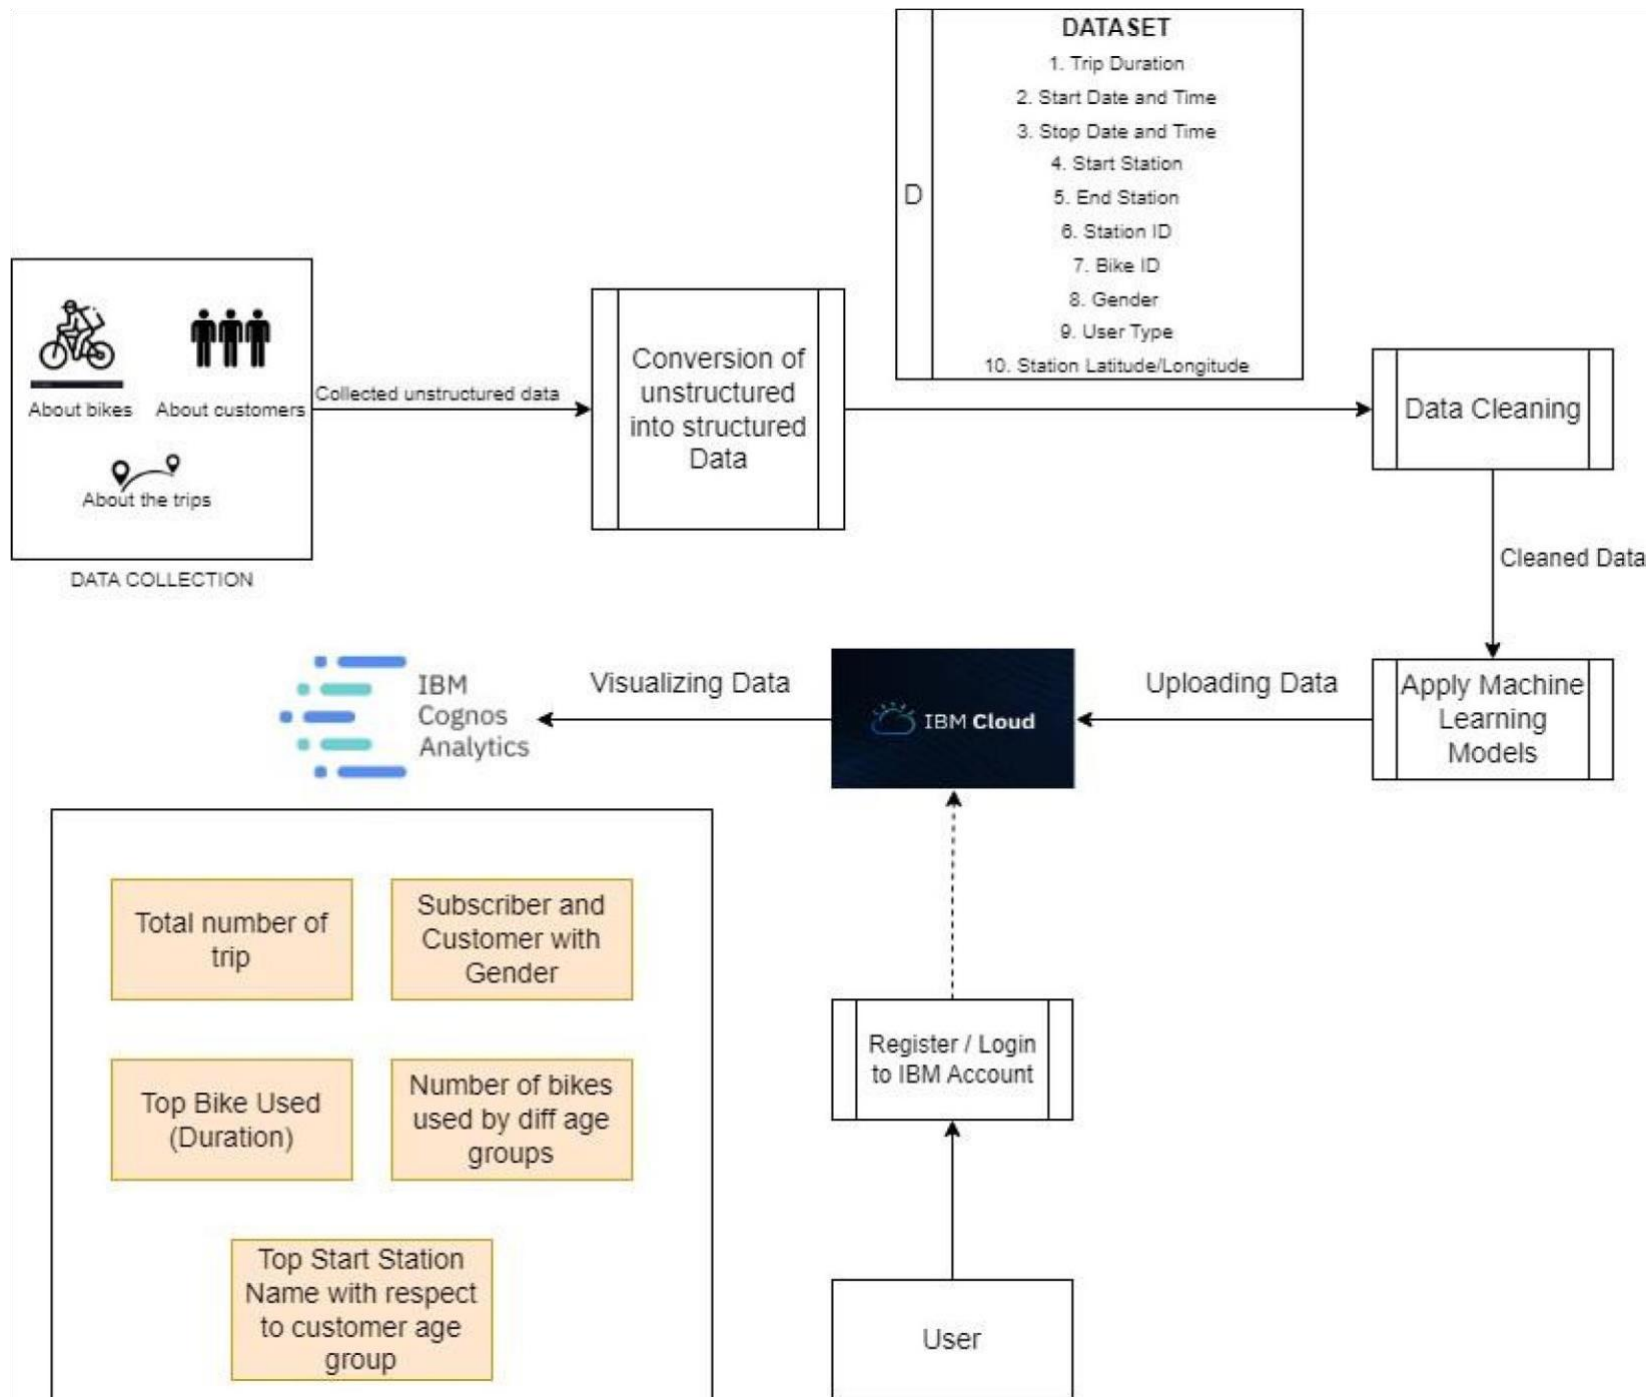 DATASET
1. Trip Duration
2. Start Date and Time
3. Stop Date and Time
4. Start Station
5. End Station
6. Station ID
7. Bike ID
8. Gender
9. User Type
10. Station Latitude/Longitude
D
About bikes
About customers
About the trips
DATA COLLECTION
Collected unstructured data
Conversion of
unstructured
into structured
Data
Data Cleaning
Cleaned Data
Apply Machine
Learning
Models
Uploading Data
IBM Cloud
Visualizing Data
IBM
Cognos
Analytics
Total number of
trip
Subscriber and
Customer with
Gender
Top Bike Used
(Duration)
Number of bikes
used by diff age
groups
Top Start Station
Name with respect
to customer age
group
Register / Login
to IBM Account
User